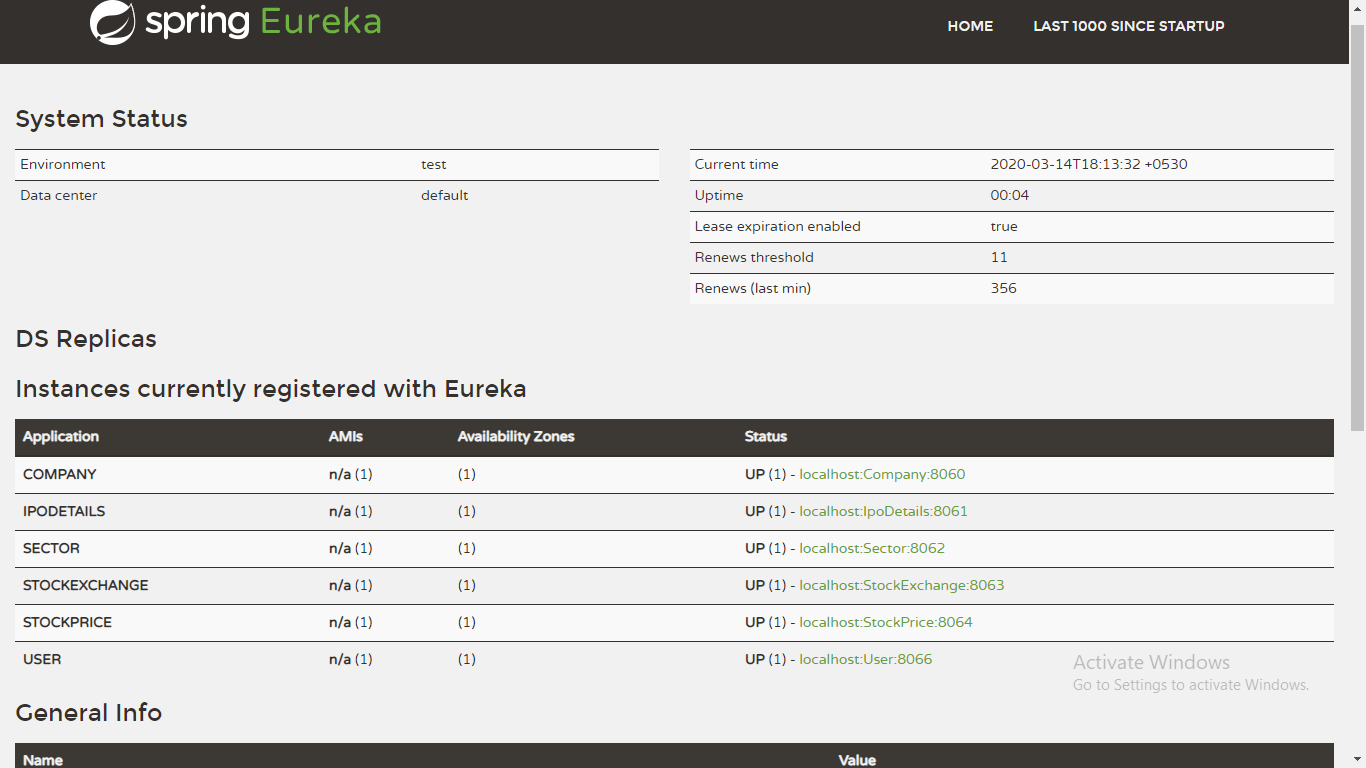 spring Eureka HOME LAST 1000 SINCE STARTUP
System Status
Environment test
Data center default
Current time 2020-03-14T18:13:32 +0530
Uptime 00:04
Lease expiration enabled true
Renews threshold 11
Renews (last min) 356
DS Replicas
Instances currently registered with Eureka
Application AMIs Availability Zones Status
COMPANY n/a (1) (1) UP (1) - localhost:Company:8060
IPODETAILS n/a (1) (1) UP (1) - localhost:IpoDetails:8061
SECTOR n/a (1) (1) UP (1) - localhost:Sector:8062
STOCKEXCHANGE n/a (1) (1) UP (1) - localhost:StockExchange:8063
STOCKPRICE n/a (1) (1) UP (1) - localhost:StockPrice:8064
USER n/a (1) (1) UP (1) - localhost:User:8066
Activate Windows
Go to Settings to activate Windows.
General Info
Name Value